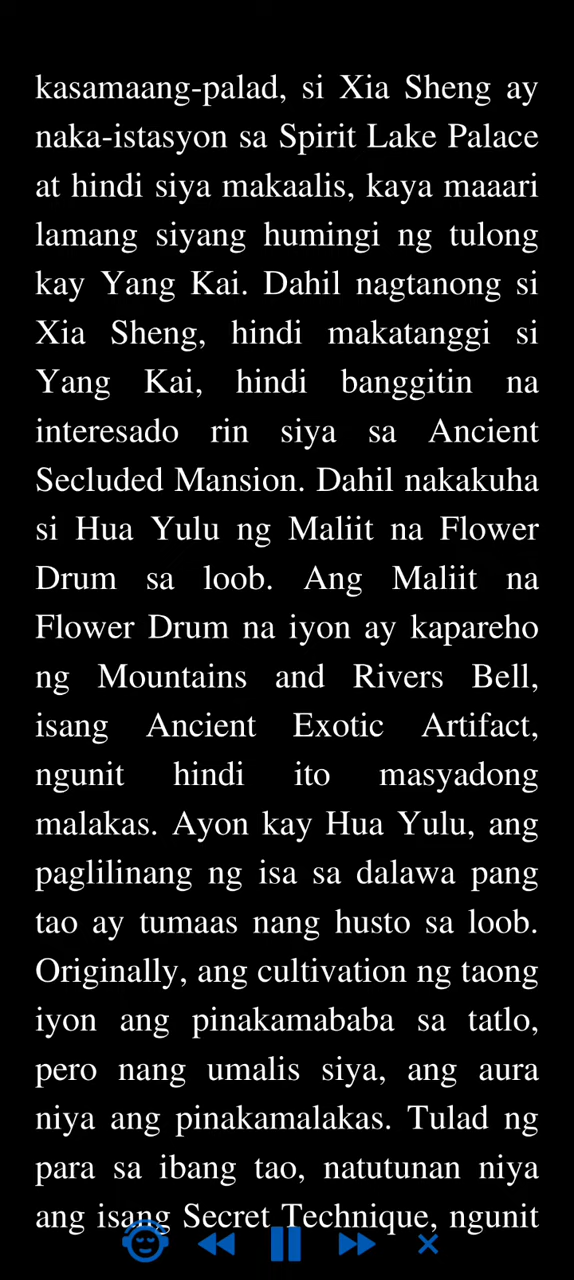 kasamaang-palad, si Xia Sheng ay
naka-istasyon sa Spirit Lake Palace
at hindi siya makaalis, kaya maaari
lamang siyang humingi ng tulong
kay Yang Kai. Dahil nagtanong si
Xia Sheng, hindi makatanggi si
Yang Kai, hindi banggitin na
interesado rin siya sa Ancient
Secluded Mansion. Dahil nakakuha
si Hua Yulu ng Maliit na Flower
Drum sa loob. Ang Maliit na
Flower Drum na iyon ay kapareho
ng Mountains and Rivers Bell,
isang Ancient Exotic Artifact,
ngunit hindi ito masyadong
malakas. Ayon kay Hua Yulu, ang
paglilinang ng isa sa dalawa pang
tao ay tumaas nang husto sa loob.
Originally, ang cultivation ng taong
iyon ang pinakamababa sa tatlo,
pero nang umalis siya, ang aura
niya ang pinakamalakas. Tulad ng
para sa ibang tao, natutunan niya
ang isang Secret Technique, ngunit